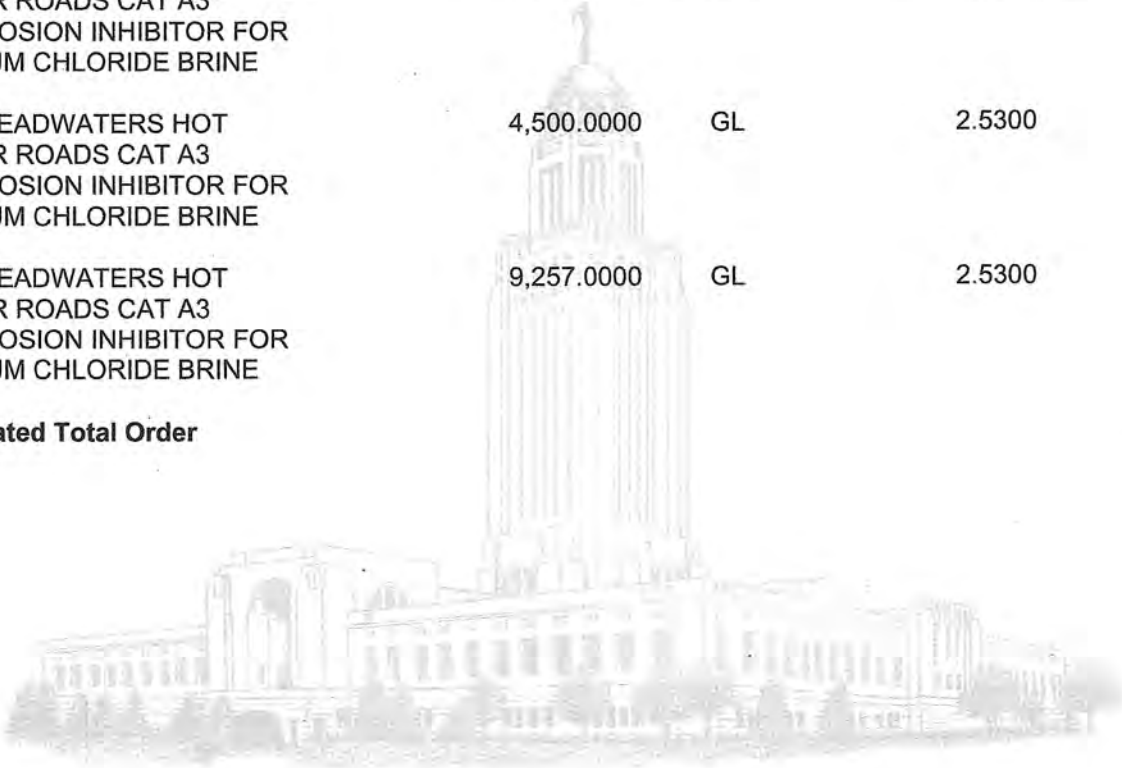 R ROADS CAT A3
OSION INHIBITOR FOR
UM CHLORIDE BRINE
EADWATERS HOT 4,500.0000 GL 2.5300
R ROADS CAT A3
OSION INHIBITOR FOR
UM CHLORIDE BRINE
EADWATERS HOT 9,257.0000 GL 2.5300
R ROADS CAT A3
OSION INHIBITOR FOR
UM CHLORIDE BRINE
ated Total Order